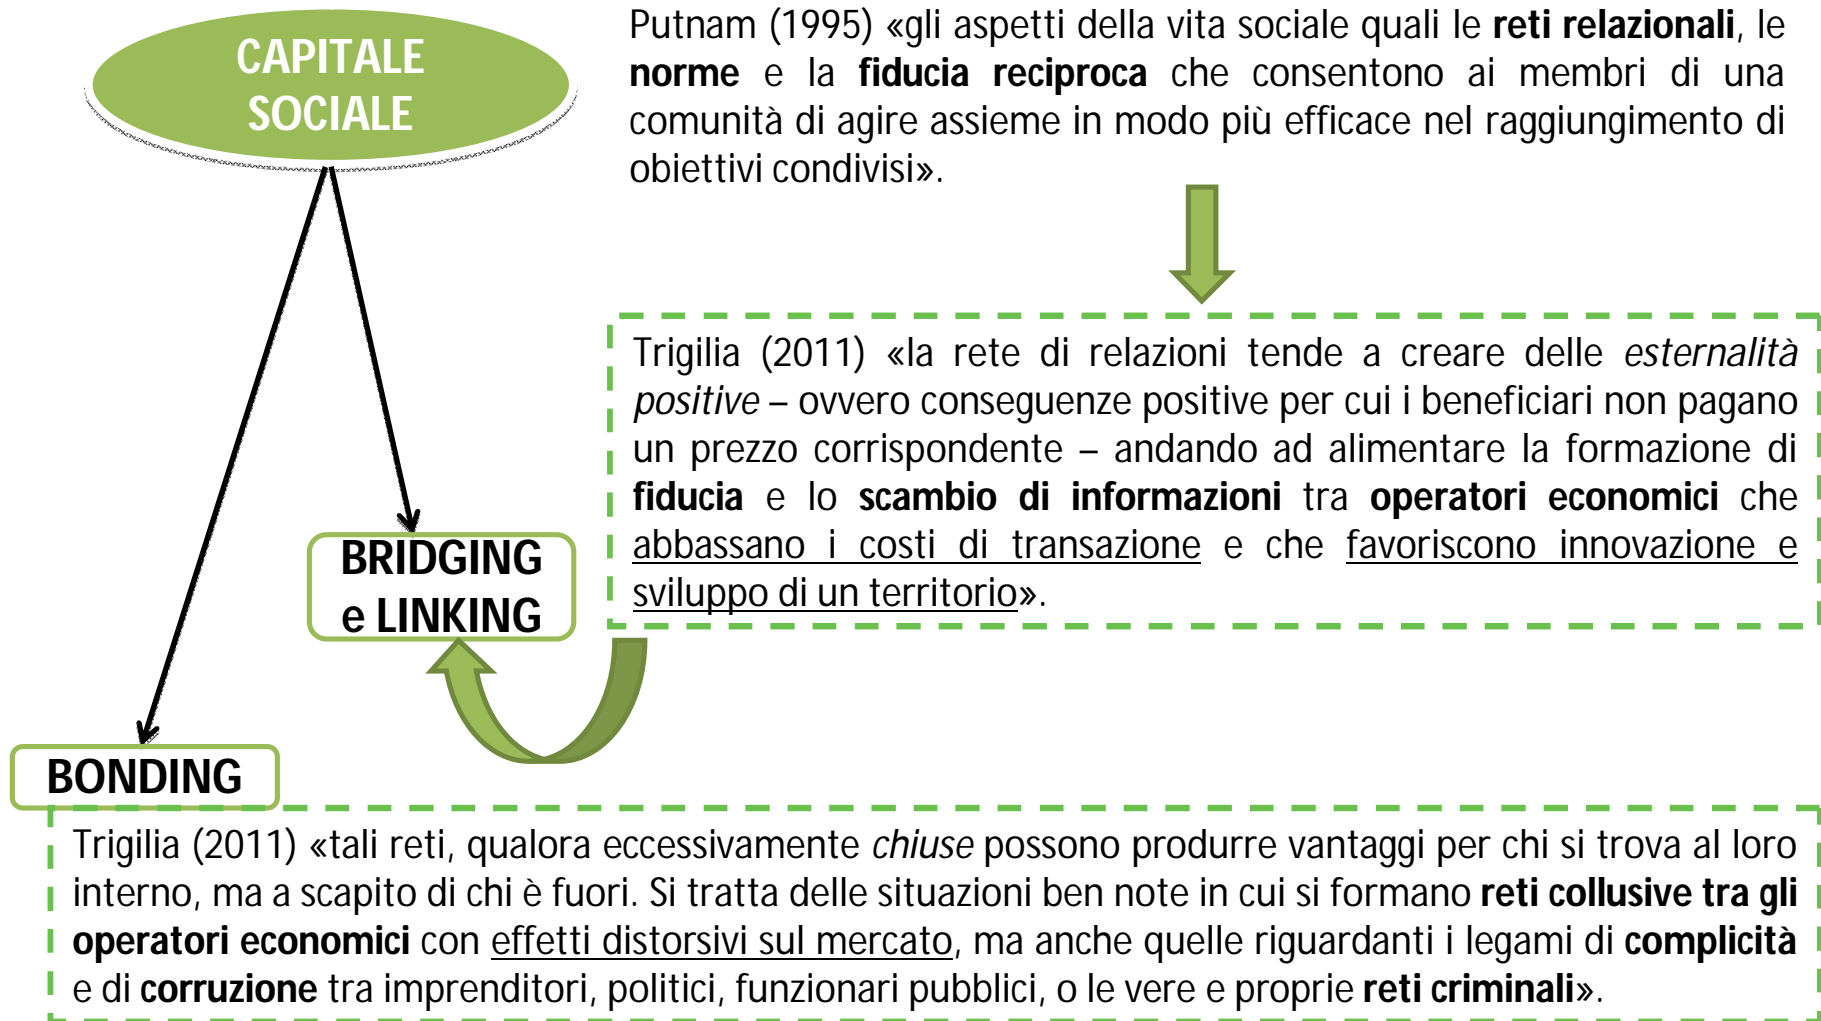 CAPITALE
SOCIALE
Putnam (1995) «gli aspetti della vita sociale quali le reti relazionali, le
norme e la fiducia reciproca che consentono ai membri di una
comunità di agire assieme in modo più efficace nel raggiungimento di
obiettivi condivisi».
Trigilia (2011) «la rete di relazioni tende a creare delle esternalità
positive – ovvero conseguenze positive per cui i beneficiari non pagano
un prezzo corrispondente – andando ad alimentare la formazione di
fiducia e lo scambio di informazioni tra operatori economici che
abbassano i costi di transazione e che favoriscono innovazione e
sviluppo di un territorio».
BRIDGING
e LINKING
BONDING
Trigilia (2011) «tali reti, qualora eccessivamente chiuse possono produrre vantaggi per chi si trova al loro
interno, ma a scapito di chi è fuori. Si tratta delle situazioni ben note in cui si formano reti collusive tra gli
operatori economici con effetti distorsivi sul mercato, ma anche quelle riguardanti i legami di complicità
e di corruzione tra imprenditori, politici, funzionari pubblici, o le vere e proprie reti criminali».